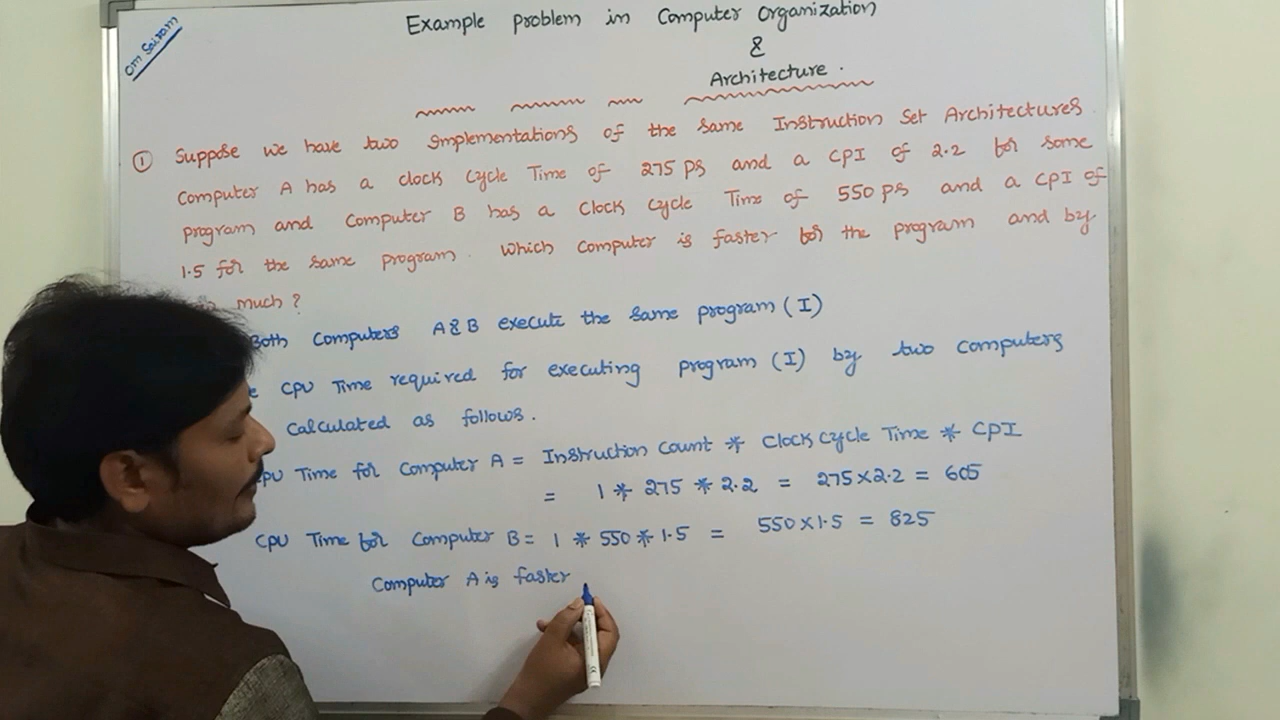 Om Sairam
Example problem in Computer Organization
&
Architecture.
① Suppose we have two Implementations of the same Instruction Set Architectures
Computer A has a clock cycle Time of 275 ps and a CPI of 2.2 for some
program and Computer B has a Clock Cycle Time of 550 ps and a CPI of
1.5 for the same program. Which Computer is faster for the program and by
much?
Both Computers A & B execute the same program (I)
CPU Time required for executing program (I) by two computers
Calculated as follows.
CPU Time for Computer A = Instruction Count * Clock Cycle Time * CPI
= 1 * 275 * 2.2 = 275 x 2.2 = 605
CPU Time for Computer B = 1 * 550 * 1.5 = 550 x 1.5 = 825
Computer A is faster